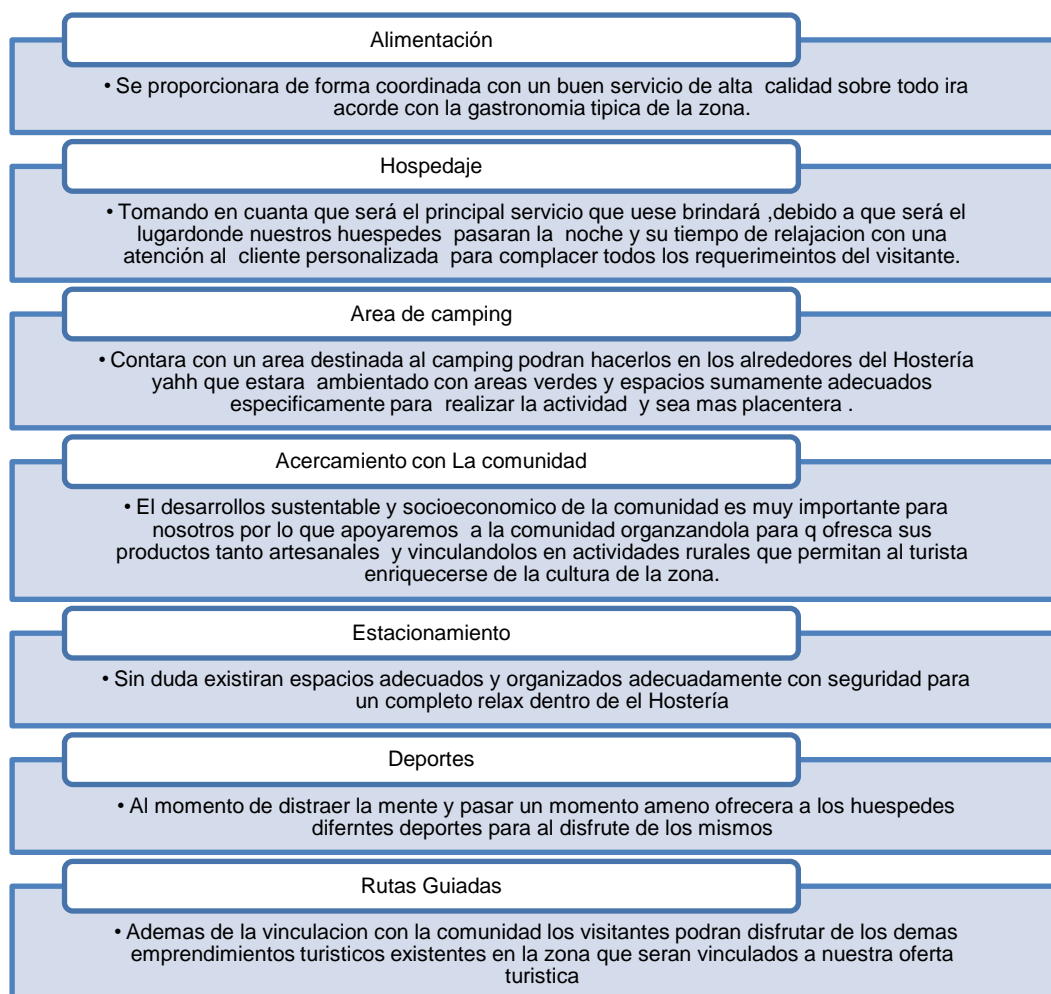 Alimentación
• Se proporcionara de forma coordinada con un buen servicio de alta calidad sobre todo ira
acorde con la gastronomia tipica de la zona.
Hospedaje
• Tomando en cuanta que será el principal servicio que uese brindará ,debido a que será el
lugardonde nuestros huespedes pasaran la noche y su tiempo de relajacion con una
atención al cliente personalizada para complacer todos los requerimeintos del visitante.
Area de camping
• Contara con un area destinada al camping podran hacerlos en los alrededores del Hostería
yahh que estara ambientado con areas verdes y espacios sumamente adecuados
especificamente para realizar la actividad y sea mas placentera .
Acercamiento con La comunidad
• El desarrollos sustentable y socioeconomico de la comunidad es muy importante para
nosotros por lo que apoyaremos a la comunidad organzandola para q ofresca sus
productos tanto artesanales y vinculandolos en actividades rurales que permitan al turista
enriquecerse de la cultura de la zona.
Estacionamiento
• Sin duda existiran espacios adecuados y organizados adecuadamente con seguridad para
un completo relax dentro de el Hostería
Deportes
• Al momento de distraer la mente y pasar un momento ameno ofrecera a los huespedes
diferntes deportes para al disfrute de los mismos
Rutas Guiadas
• Ademas de la vinculacion con la comunidad los visitantes podran disfrutar de los demas
emprendimientos turisticos existentes en la zona que seran vinculados a nuestra oferta
turistica